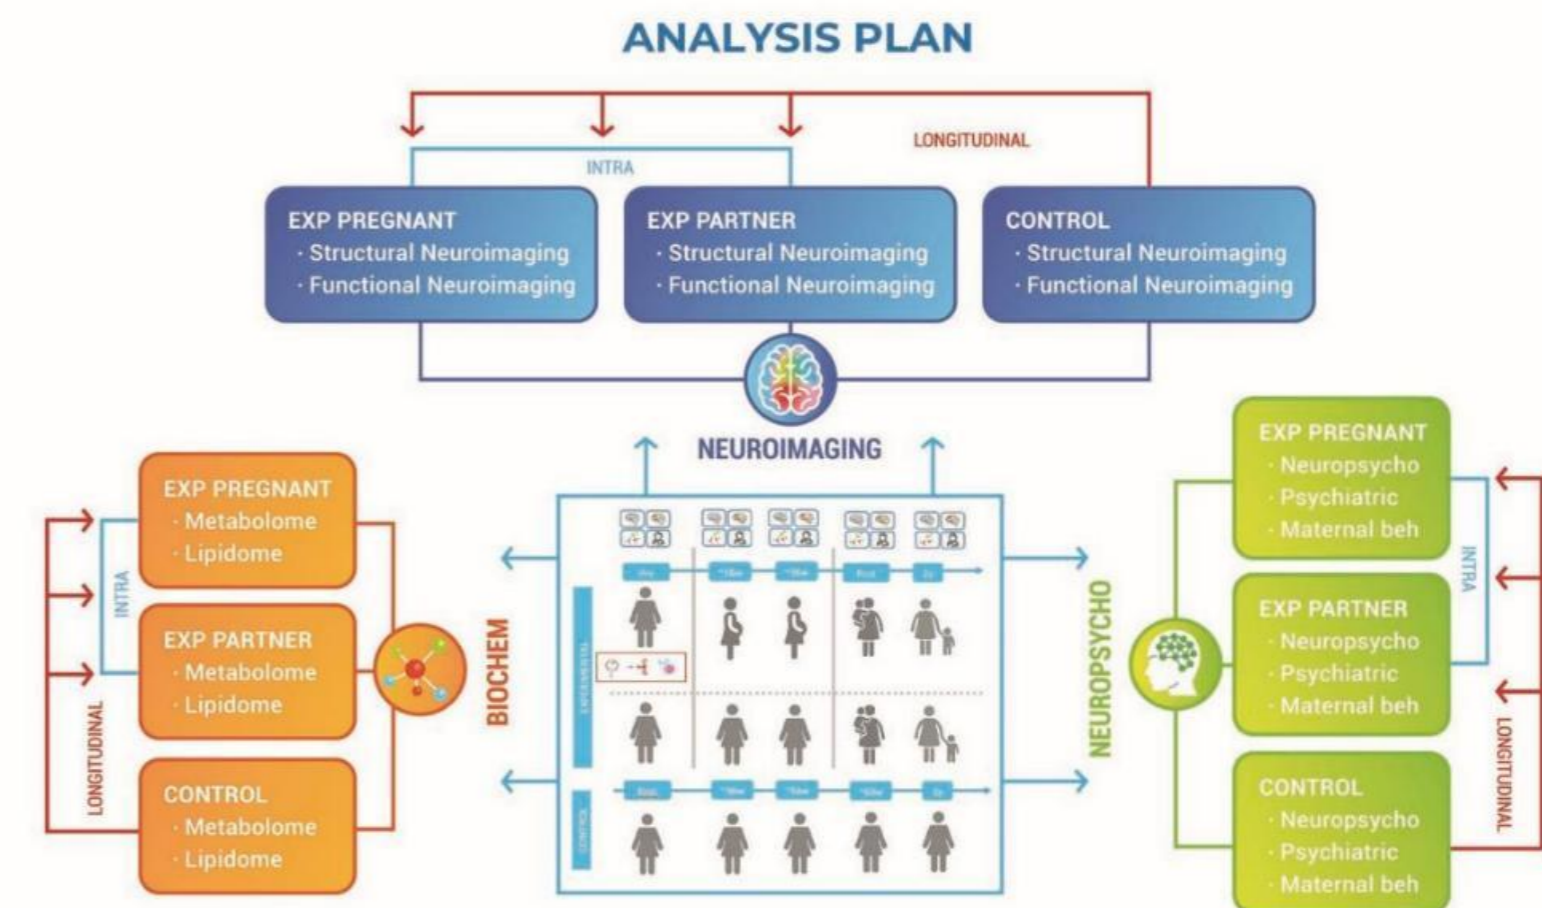 ANALYSIS PLAN
LONGITUDINAL
INTRA
EXP PREGNANT
· Structural Neuroimaging
· Functional Neuroimaging
EXP PARTNER
· Structural Neuroimaging
· Functional Neuroimaging
CONTROL
· Structural Neuroimaging
· Functional Neuroimaging
NEUROIMAGING
EXP PREGNANT
· Metabolome
· Lipidome
EXP PARTNER
· Metabolome
· Lipidome
CONTROL
· Metabolome
· Lipidome
INTRA
LONGITUDINAL
BIOCHEM
EXPERIMENTAL
CONTROL
NEUROPSYCHO
EXP PREGNANT
· Neuropsycho
· Psychiatric
· Maternal beh
EXP PARTNER
· Neuropsycho
· Psychiatric
· Maternal beh
CONTROL
· Neuropsycho
· Psychiatric
· Maternal beh
INTRA
LONGITUDINAL